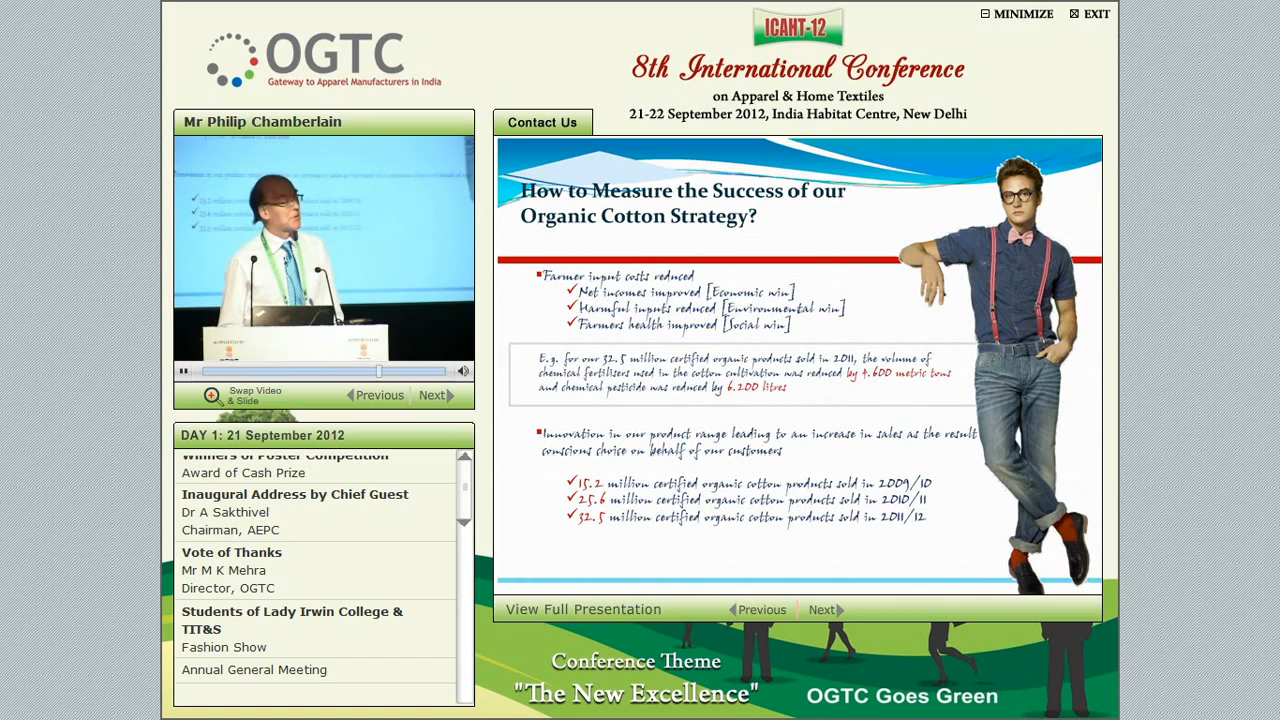 MINIMIZE
EXIT
ICAHT-12
OGTC
Gateway to Apparel Manufacturers in India
8th International Conference
on Apparel & Home Textiles
21-22 September 2012, India Habitat Centre, New Delhi
Mr Philip Chamberlain
Contact Us
How to Measure the Success of our
Organic Cotton Strategy?
Farmer input costs reduced
✓Net incomes improved [Economic win]
✓Harmful inputs reduced [Environmental win]
✓Farmers health improved [Social win]
E.g. for our 32.5 million certified organic products sold in 2011, the volume of
chemical fertilisers used in the cotton cultivation was reduced by 4.600 metric tons
and chemical pesticide was reduced by 6.200 litres
Innovation in our product range leading to an increase in sales as the result
conscious choice on behalf of our customers
✓15.2 million certified organic cotton products sold in 2009/10
✓25.6 million certified organic cotton products sold in 2010/11
✓32.5 million certified organic cotton products sold in 2011/12
Swap Video
& Slide
Previous
Next
DAY 1: 21 September 2012
Winners of Poster Competition
Award of Cash Prize
Inaugural Address by Chief Guest
Dr A Sakthivel
Chairman, AEPC
Vote of Thanks
Mr M K Mehra
Director, OGTC
Students of Lady Irwin College &
TIT&S
Fashion Show
Annual General Meeting
View Full Presentation
Previous
Next
Conference Theme
"The New Excellence"
OGTC Goes Green